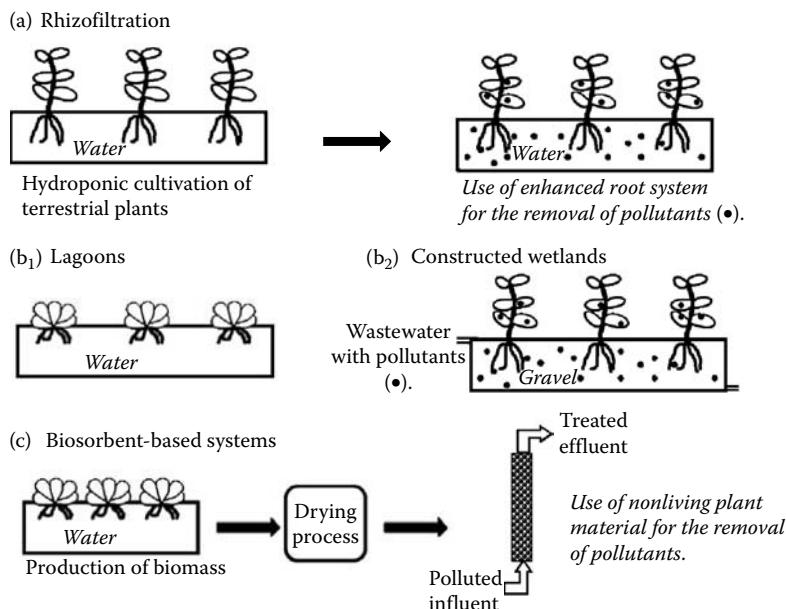 (a) Rhizofiltration
Water
Hydroponic cultivation of
terrestrial plants
Water
Use of enhanced root system
for the removal of pollutants (•).
(b₁) Lagoons
Water
(b₂) Constructed wetlands
Wastewater
with pollutants
(•).
Gravel
(c) Biosorbent-based systems
Water
Production of biomass
Drying
process
Treated
effluent
Polluted
influent
Use of nonliving plant
material for the removal
of pollutants.